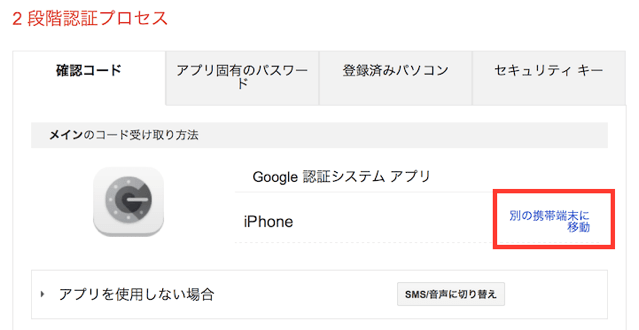 2 段階認証プロセス
確認コード
アプリ固有のパスワー
ド
登録済みパソコン
セキュリティ キー
メインのコード受け取り方法
Google 認証システム アプリ
iPhone
別の携帯端末に
移動
アプリを使用しない場合
SMS/音声に切り替え